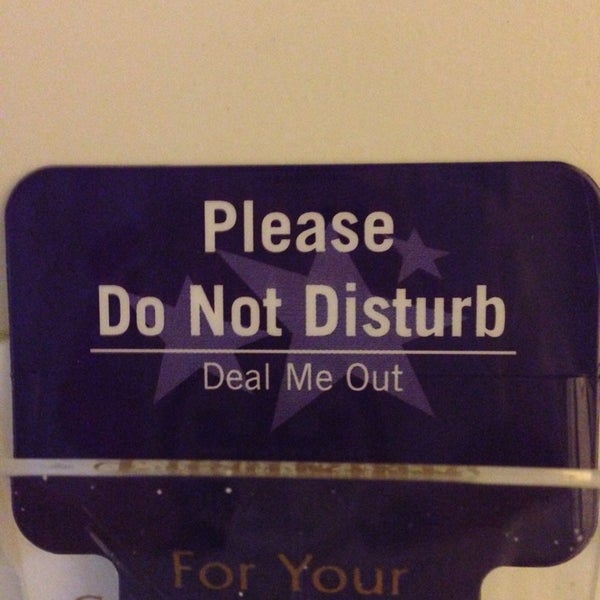 Please
Do Not Disturb
Deal Me Out
For Your